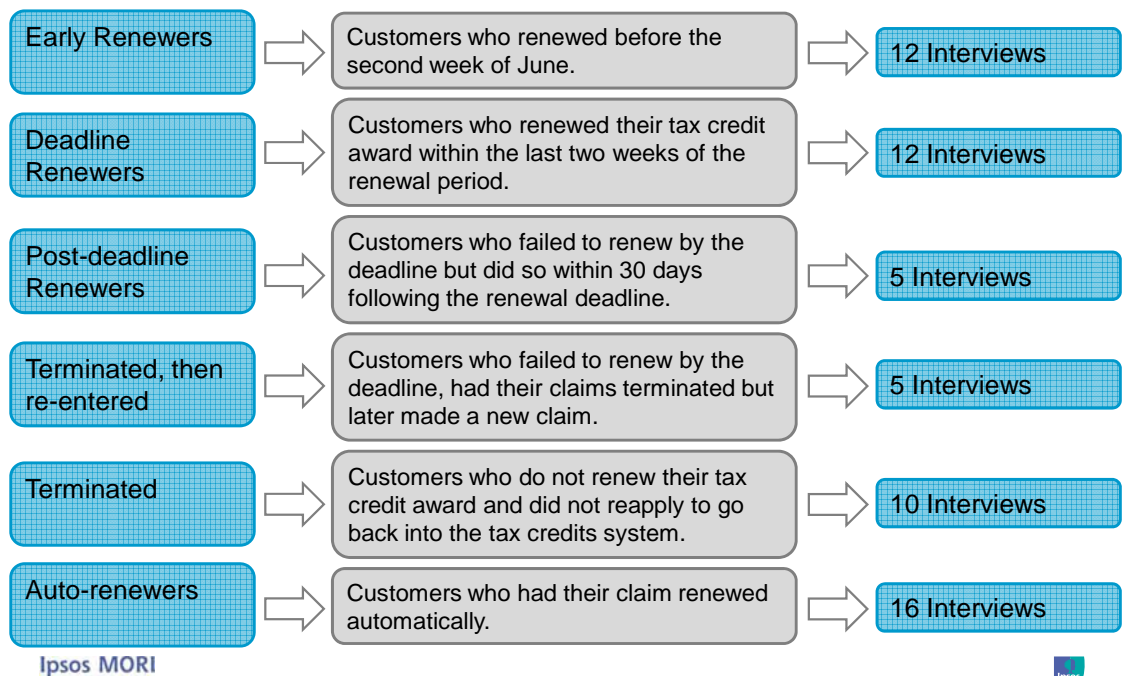 Early Renewers
Customers who renewed before the
second week of June.
12 Interviews
Deadline
Renewers
Customers who renewed their tax credit
award within the last two weeks of the
renewal period.
12 Interviews
Post-deadline
Renewers
Customers who failed to renew by the
deadline but did so within 30 days
following the renewal deadline.
5 Interviews
Terminated, then
re-entered
Customers who failed to renew by the
deadline, had their claims terminated but
later made a new claim.
5 Interviews
Terminated
Customers who do not renew their tax
credit award and did not reapply to go
back into the tax credits system.
10 Interviews
Auto-renewers
Customers who had their claim renewed
automatically.
16 Interviews
Ipsos MORI
Ipsos